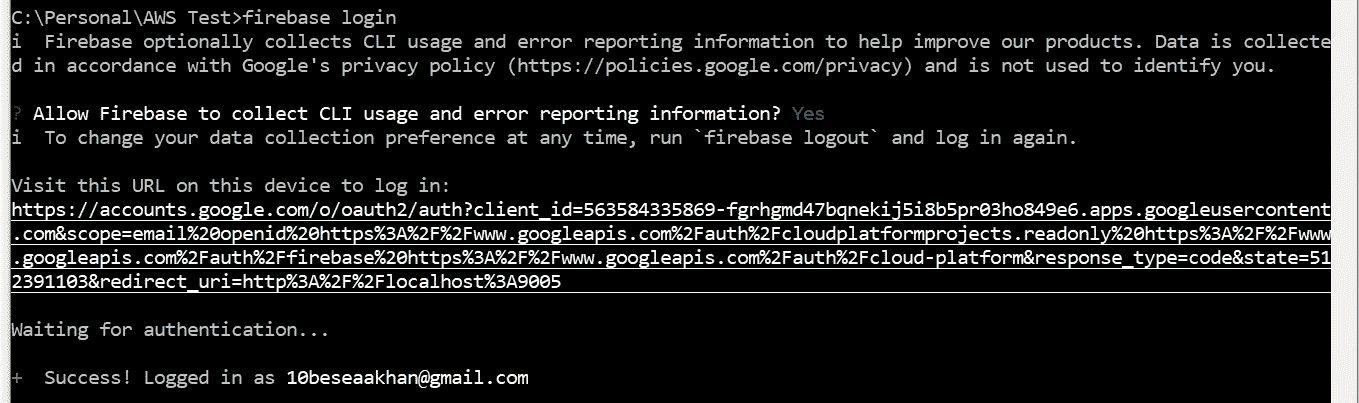 C:\Personal\AWS Test>firebase login
i  Firebase optionally collects CLI usage and error reporting information to help improve our products. Data is collecte
d in accordance with Google's privacy policy (https://policies.google.com/privacy) and is not used to identify you.
? Allow Firebase to collect CLI usage and error reporting information? Yes
i  To change your data collection preference at any time, run `firebase logout` and log in again.
Visit this URL on this device to log in:
https://accounts.google.com/o/oauth2/auth?client_id=563584335869-fgrhgmd47bqnekij5i8b5pr03ho849e6.apps.googleusercontent
.com&scope=email%20openid%20https%3A%2F%2Fwww.googleapis.com%2Fauth%2Fcloudplatformprojects.readonly%20https%3A%2F%2Fwww
.googleapis.com%2Fauth%2Ffirebase%20https%3A%2F%2Fwww.googleapis.com%2Fauth%2Fcloud-platform&response_type=code&state=51
2391103&redirect_uri=http%3A%2F%2Flocalhost%3A9005
Waiting for authentication...
+  Success! Logged in as 10beseaakhan@gmail.com